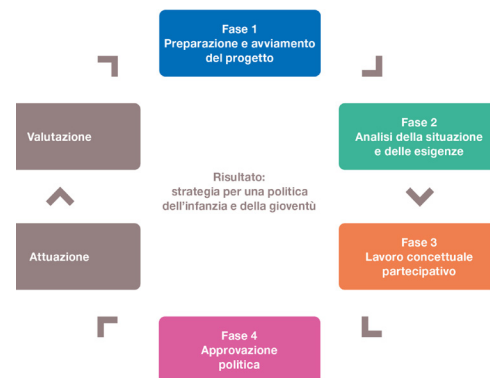 Fase 1
Preparazione e avviamento
del progetto
Valutazione
Fase 2
Analisi della situazione
e delle esigenze
Risultato:
strategia per una politica
dell'infanzia e della gioventù
Attuazione
Fase 3
Lavoro concettuale
partecipativo
Fase 4
Approvazione
politica